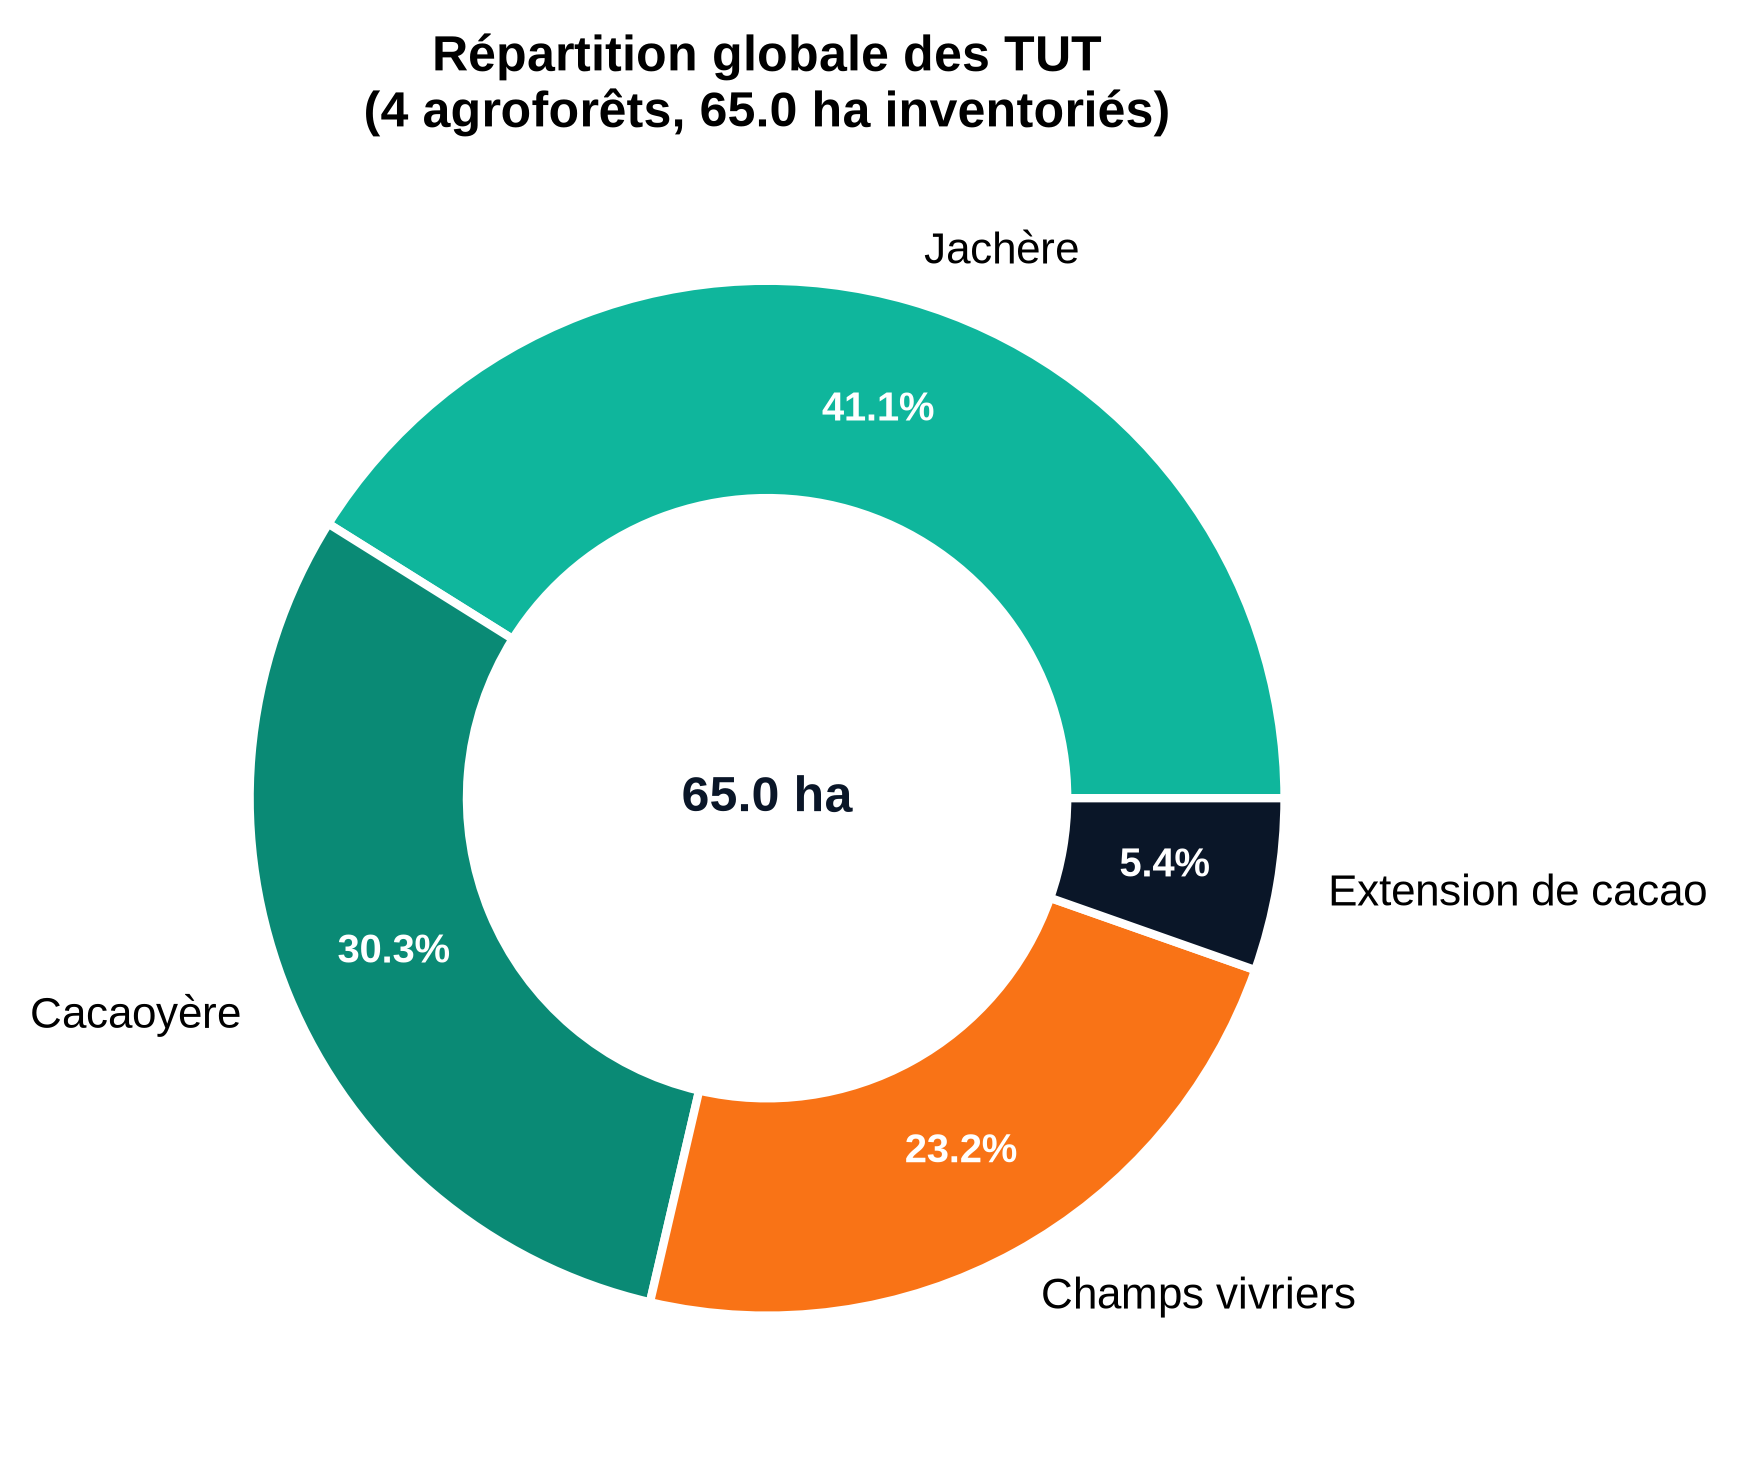 Répartition globale des TUT
(4 agroforêts, 65.0 ha inventoriés)
Jachère
41.1%
65.0 ha
5.4%
Extension de cacao
30.3%
Cacaoyère
23.2%
Champs vivriers